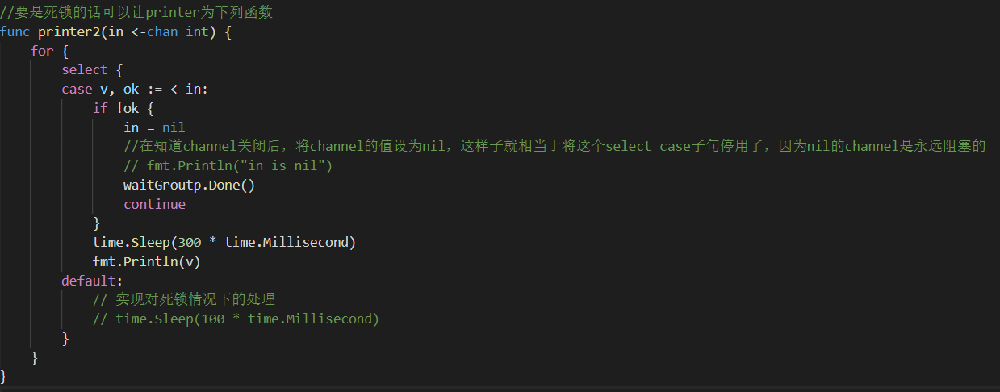 //要是死锁的话可以让printer为下列函数
func printer2(in <-chan int) {
    for {
        select {
        case v, ok := <-in:
            if !ok {
                in = nil
                //在知道channel关闭后，将channel的值设为nil，这样子就相当于将这个select case子句停用了，因为nil的channel是永远阻塞的
                // fmt.Println("in is nil")
                waitGroutp.Done()
                continue
            }
            time.Sleep(300 * time.Millisecond)
            fmt.Println(v)
        default:
            // 实现对死锁情况下的处理
            // time.Sleep(100 * time.Millisecond)
        }
    }
}